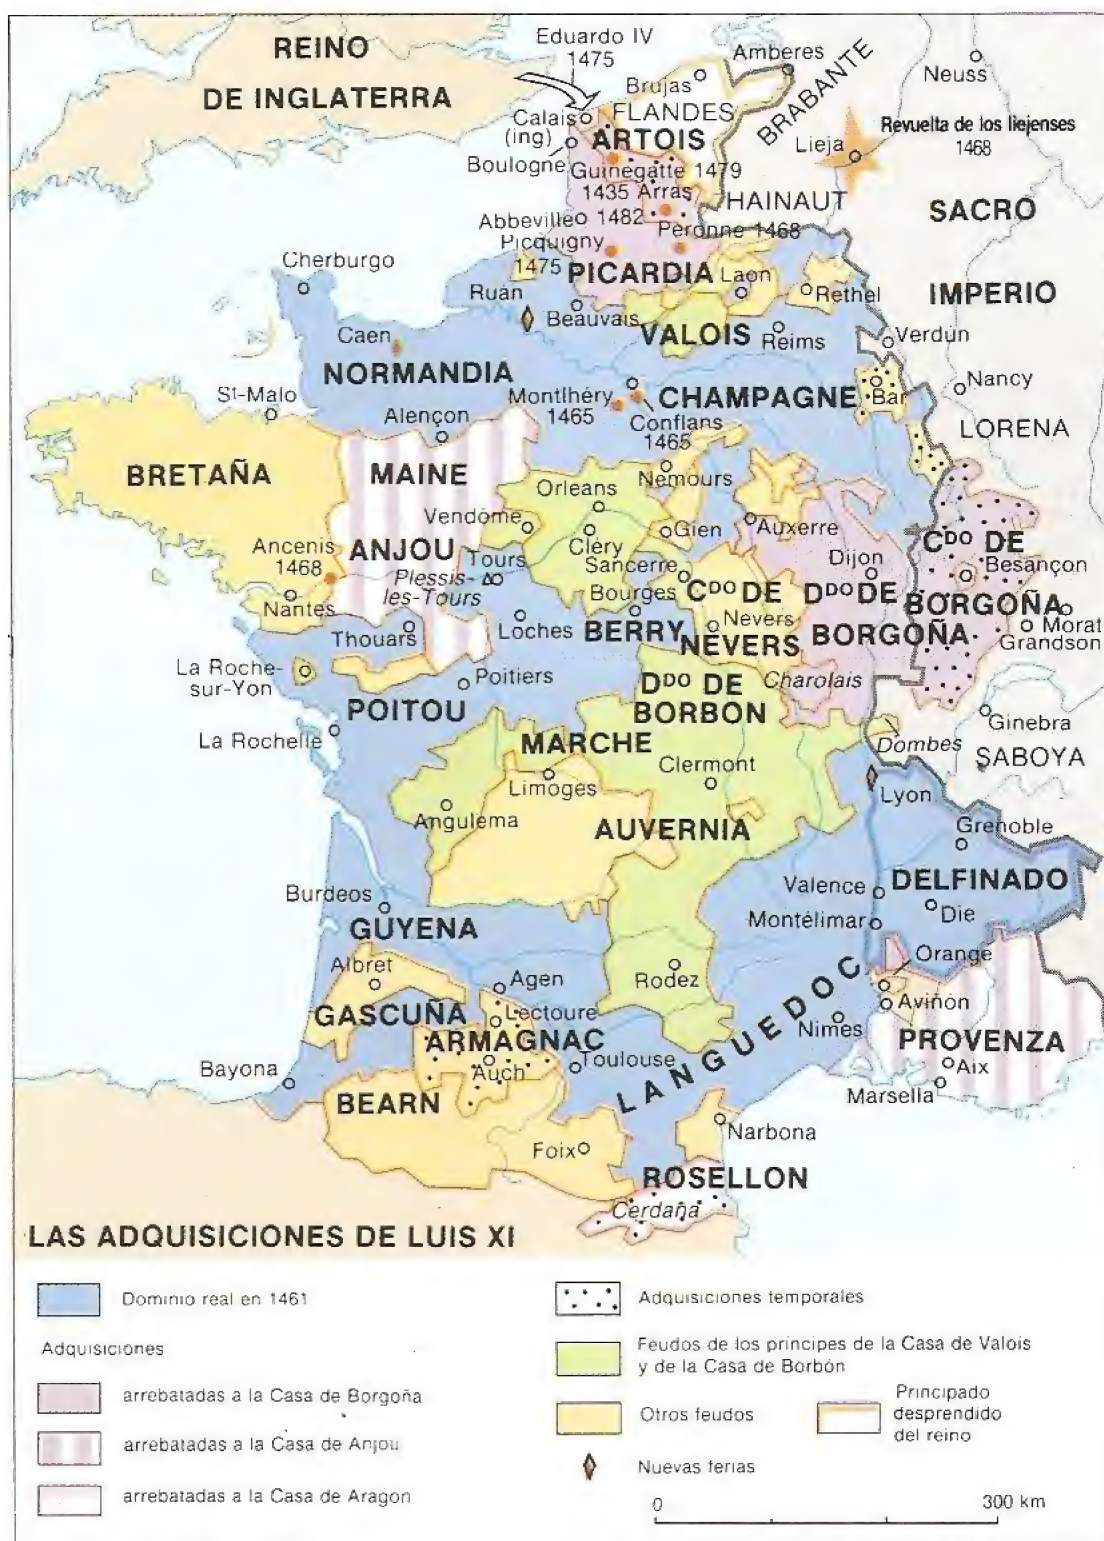 REINO
DE INGLATERRA
Eduardo IV
1475
Amberes
Neuss
Brujas
FLANDES
BRABANTE
Calais
(ing)
ARTOIS
Revuelta de los liejenses
1468
Lieja
Boulogne
Guinegatte 1479
1435 Arras
HAINAUT
SACRO
Abbeville
1482
Peronne 1468
Picquigny
1475
PICARDIA
Laon
Cherburgo
Ruán
Rethel
IMPERIO
Beauvais
VALOIS
Reims
Verdún
Caen
NORMANDIA
Montlhéry
1465
CHAMPAGNE
Nancy
Bar
St-Malo
Alençon
Conflans
1465
LORENA
BRETAÑA
MAINE
Nemours
Orleans
Vendôme
Gien
Auxerre
Ancenis
1468
ANJOU
Cléry
Dijon
CDO DE
BORGOÑA
Tours
Sancerre
Besançon
Plessis-
les-Tours
Bourges
CDO DE
NEVERS
DDO DE
BORGOÑA
Nantes
Nevers
Morat
Thouars
Loches
BERRY
Grandson
La Roche-
sur-Yon
Poitiers
DDO DE
BORBON
Charolais
POITOU
Ginebra
La Rochelle
MARCHE
Dombes
SABOYA
Clermont
Limoges
Lyon
Angulema
AUVERNIA
Grenoble
Burdeos
Valence
DELFINADO
Die
GUYENA
Montélimar
Albret
Agen
Rodez
Orange
GASCUÑA
Lectoure
Aviñón
ARMAGNAC
Nimes
PROVENZA
Bayona
Auch
Toulouse
LANGUEDOC
Aix
BEARN
Marsella
Narbona
Foix
ROSELLON
Cerdaña
LAS ADQUISICIONES DE LUIS XI
Dominio real en 1461
Adquisiciones
arrebatadas a la Casa de Borgoña
arrebatadas a la Casa de Anjou
arrebatadas a la Casa de Aragon
Adquisiciones temporales
Feudos de los príncipes de la Casa de Valois
y de la Casa de Borbón
Otros feudos
Principado
desprendido
del reino
Nuevas ferias
0
300 km